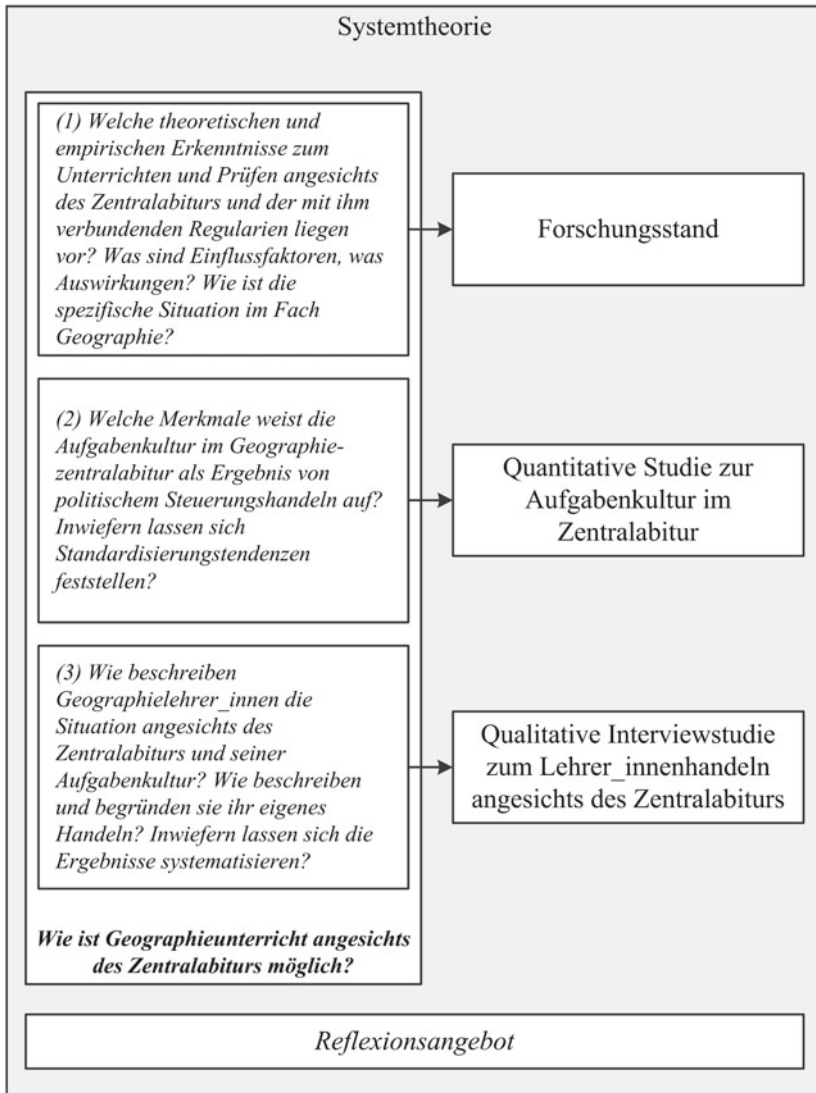 Systemtheorie
(1) Welche theoretischen und
empirischen Erkenntnisse zum
Unterrichten und Prüfen angesichts
des Zentralabiturs und der mit ihm
verbundenden Regularien liegen
vor? Was sind Einflussfaktoren, was
Auswirkungen? Wie ist die
spezifische Situation im Fach
Geographie?
Forschungsstand
(2) Welche Merkmale weist die
Aufgabenkultur im Geographie-
zentralabitur als Ergebnis von
politischem Steuerungshandeln auf?
Inwiefern lassen sich
Standardisierungstendenzen
feststellen?
Quantitative Studie zur
Aufgabenkultur im
Zentralabitur
(3) Wie beschreiben
Geographielehrer_innen die
Situation angesichts des
Zentralabiturs und seiner
Aufgabenkultur? Wie beschreiben
und begründen sie ihr eigenes
Handeln? Inwiefern lassen sich die
Ergebnisse systematisieren?
Qualitative Interviewstudie
zum Lehrer_innenhandeln
angesichts des Zentralabiturs
Wie ist Geographieunterricht angesichts
des Zentralabiturs möglich?
Reflexionsangebot